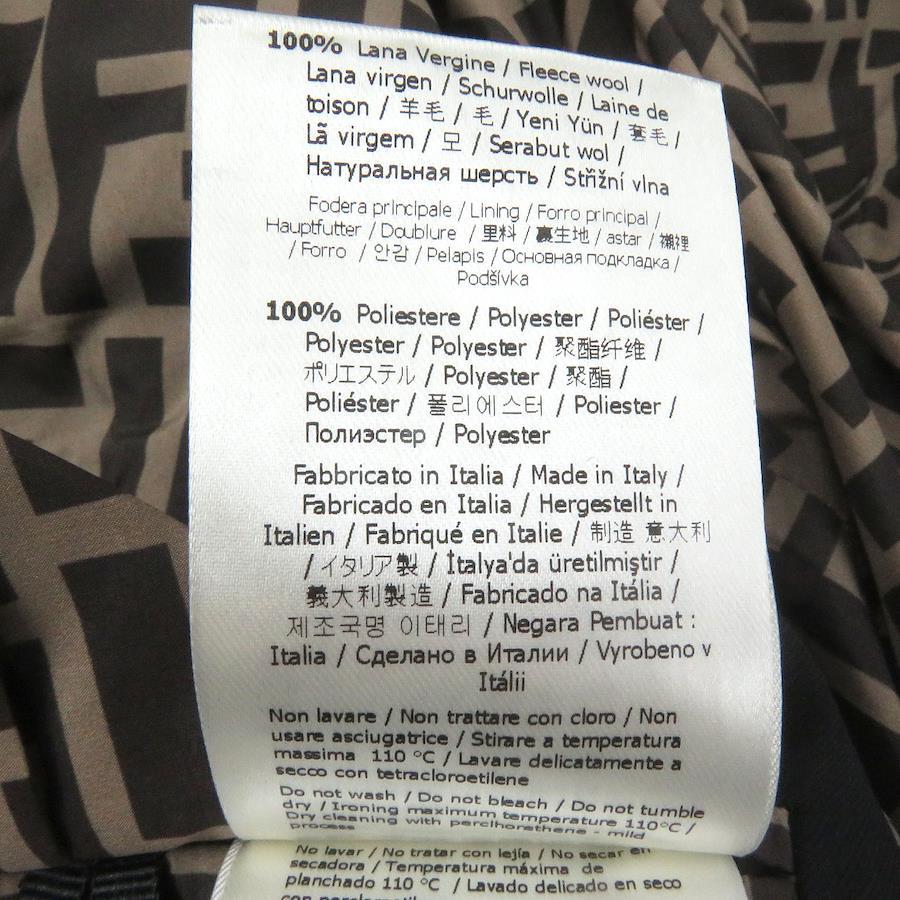 100% Lana Vergine / Fleece wool /
Lana virgen / Schurwolle / Laine de
toison / 羊毛 / 毛 / Yeni Yün / 套毛 /
Lã virgem / 모 / Serabut wol /
Натуральная шерсть / Střižní vlna
Fodera principale / Lining / Forro principal /
Hauptfutter / Doublure / 里料 / 裏生地 / astar / 襯裡
/ Forro / 안감 / Pelapis / Основная подкладка /
Podšívka
100% Poliestere / Polyester / Poliéster /
Polyester / Polyester / 聚酯纤维 /
ポリエステル / Polyester / 聚酯 /
Poliéster / 폴리에스터 / Poliester /
Полиэстер / Polyester
Fabbricato in Italia / Made in Italy /
Fabricado en Italia / Hergestellt in
Italien / Fabriqué en Italie / 制造 意大利
/ イタリア製 / İtalya'da üretilmiştir /
義大利製造 / Fabricado na Itália /
제조국명 이태리 / Negara Pembuat :
Italia / Сделано в Италии / Vyrobeno v
Itálii
Non lavare / Non trattare con cloro / Non
usare asciugatrice / Stirare a temperatura
massima 110 °C / Lavare delicatamente a
secco con tetracloroetilene
Do not wash / Do not bleach / Do not tumble
dry / Ironing maximum temperature 110°C /
Dry cleaning with perclhorethene - mild
process
No lavar / No tratar con lejía / No secar en
secadora / Temperatura máxima de
planchado 110 °C / Lavado delicado en seco
con